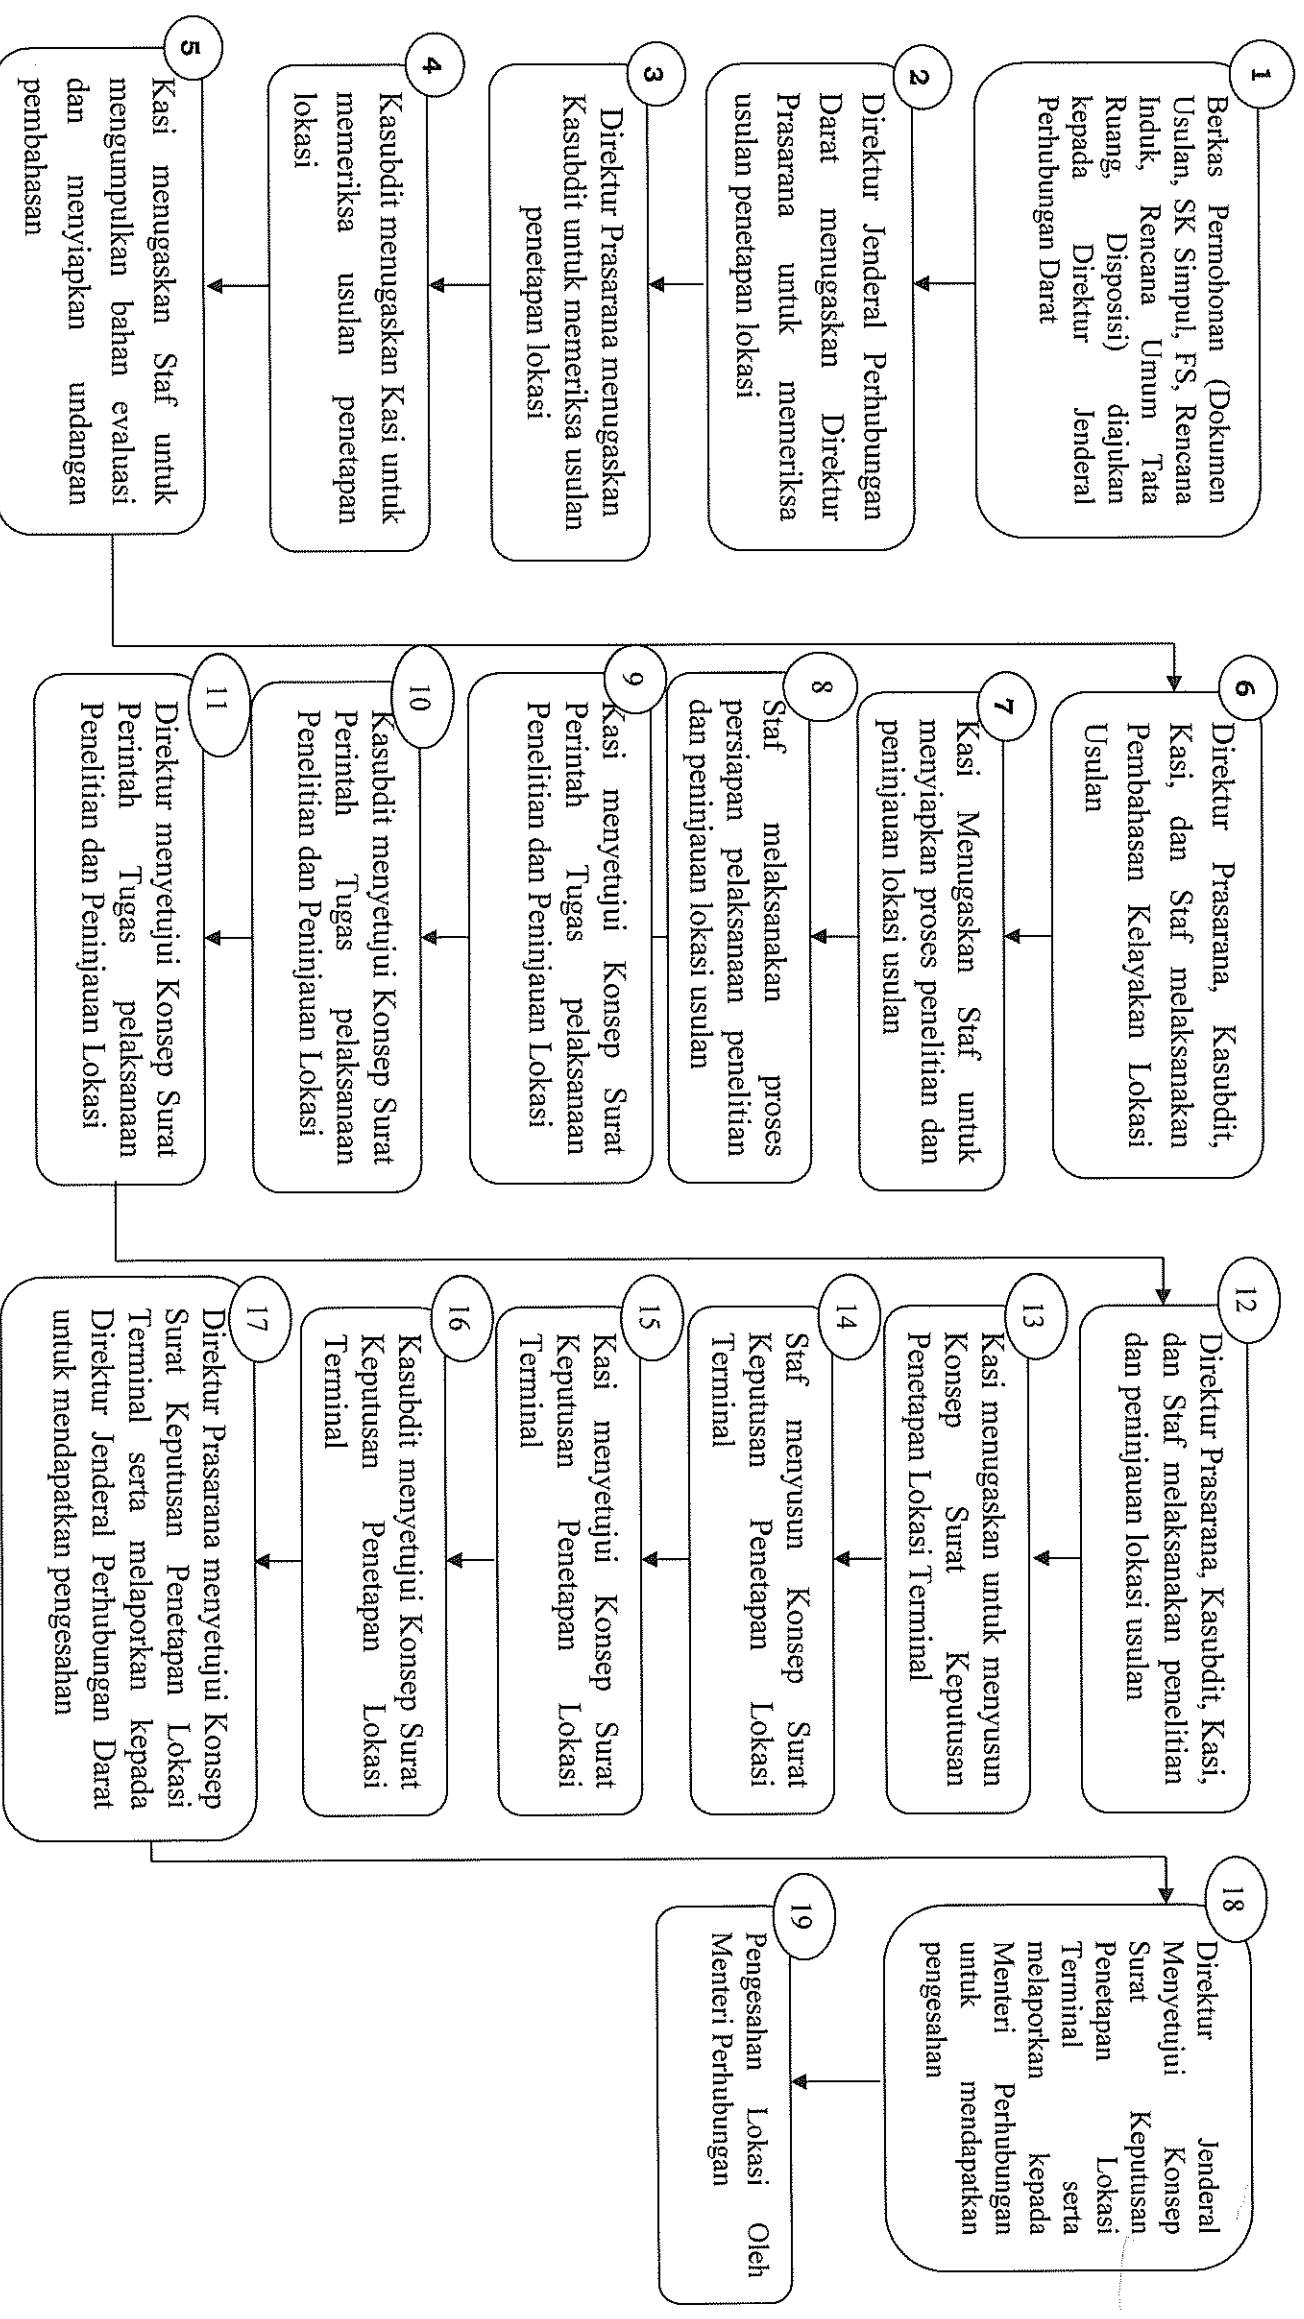 1
Berkas Permohonan (Dokumen
Usulan, SK Simpul, FS, Rencana
Induk, Rencana Umum Tata
Ruang, Disposisi) diajukan
kepada Direktur Jenderal
Perhubungan Darat
2
Direktur Jenderal Perhubungan
Darat menugaskan Direktur
Prasarana untuk memeriksa
usulan penetapan lokasi
3
Direktur Prasarana menugaskan
Kasubdit untuk memeriksa usulan
penetapan lokasi
4
Kasubdit menugaskan Kasi untuk
memeriksa usulan penetapan
lokasi
5
Kasi menugaskan Staf untuk
mengumpulkan bahan evaluasi
dan menyiapkan undangan
pembahasan
6
Direktur Prasarana, Kasubdit,
Kasi, dan Staf melaksanakan
Pembahasan Kelayakan Lokasi
Usulan
7
Kasi Menugaskan Staf untuk
menyiapkan proses penelitian dan
peninjauan lokasi usulan
8
Staf melaksanakan proses
persiapan pelaksanaan penelitian
dan peninjauan lokasi usulan
9
Kasi menyetujui Konsep Surat
Perintah Tugas pelaksanaan
Penelitian dan Peninjauan Lokasi
10
Kasubdit menyetujui Konsep Surat
Perintah Tugas pelaksanaan
Penelitian dan Peninjauan Lokasi
11
Direktur menyetujui Konsep Surat
Perintah Tugas pelaksanaan
Penelitian dan Peninjauan Lokasi
12
Direktur Prasarana, Kasubdit, Kasi,
dan Staf melaksanakan penelitian
dan peninjauan lokasi usulan
13
Kasi menugaskan untuk menyusun
Konsep Surat Keputusan
Penetapan Lokasi Terminal
14
Staf menyusun Konsep Surat
Keputusan Penetapan Lokasi
Terminal
15
Kasi menyetujui Konsep Surat
Keputusan Penetapan Lokasi
Terminal
16
Kasubdit menyetujui Konsep Surat
Keputusan Penetapan Lokasi
Terminal
17
Direktur Prasarana menyetujui Konsep
Surat Keputusan Penetapan Lokasi
Terminal serta melaporkan kepada
Direktur Jenderal Perhubungan Darat
untuk mendapatkan pengesahan
18
Direktur Jenderal
Menyetujui Konsep
Surat Keputusan
Penetapan Lokasi
Terminal serta
melaporkan kepada
Menteri Perhubungan
untuk mendapatkan
pengesahan
19
Pengesahan Lokasi Oleh
Menteri Perhubungan